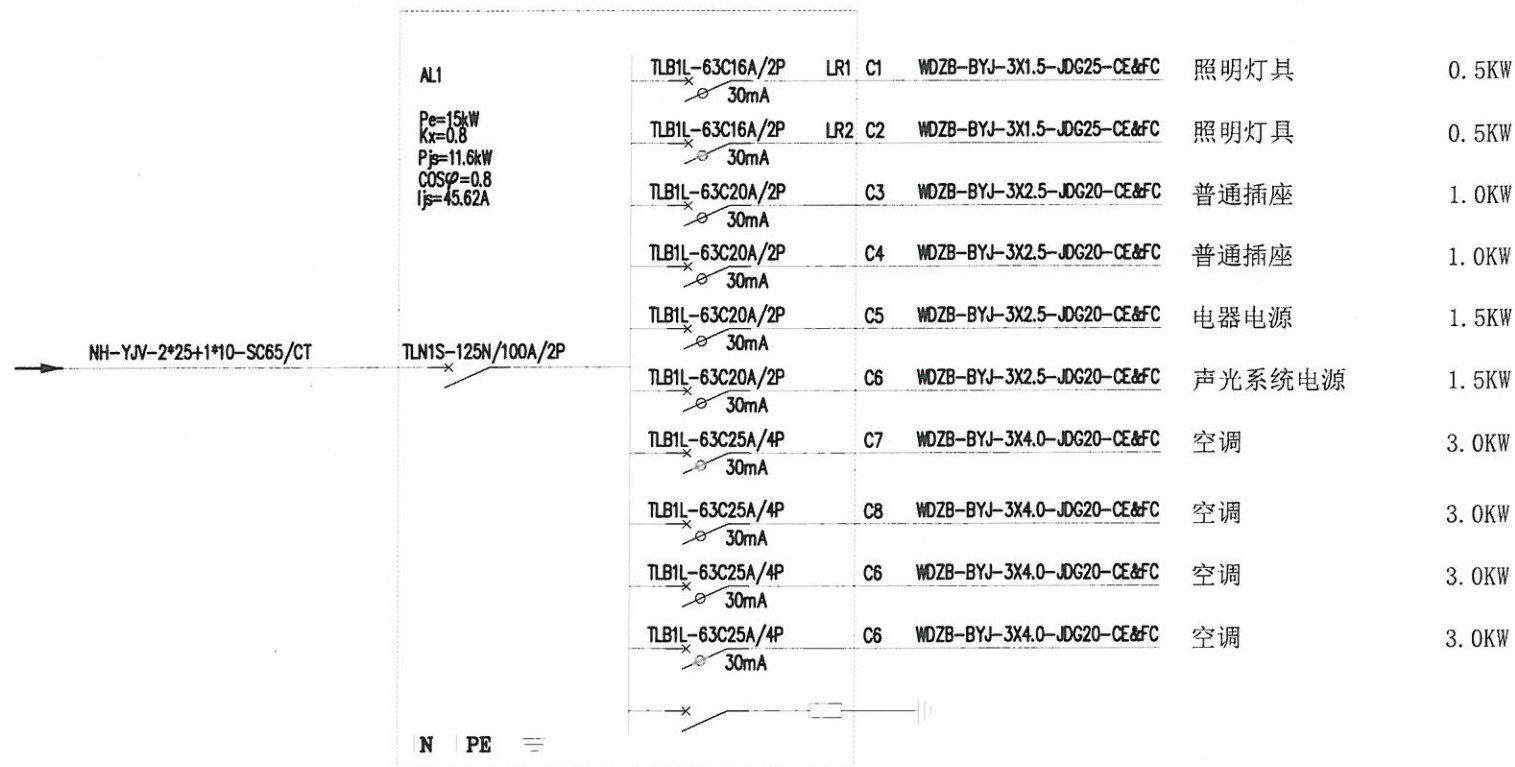 AL1
Pe=15kW
Kx=0.8
Pjs=11.6kW
COSφ=0.8
Ijs=45.62A
NH-YJV-2*25+1*10-SC65/CT
TLN1S-125N/100A/2P
TLB1L-63C16A/2P LR1 C1 WDZB-BYJ-3X1.5-JDG25-CE&FC 照明灯具 0.5KW
30mA
TLB1L-63C16A/2P LR2 C2 WDZB-BYJ-3X1.5-JDG25-CE&FC 照明灯具 0.5KW
30mA
TLB1L-63C20A/2P C3 WDZB-BYJ-3X2.5-JDG20-CE&FC 普通插座 1.0KW
30mA
TLB1L-63C20A/2P C4 WDZB-BYJ-3X2.5-JDG20-CE&FC 普通插座 1.0KW
30mA
TLB1L-63C20A/2P C5 WDZB-BYJ-3X2.5-JDG20-CE&FC 电器电源 1.5KW
30mA
TLB1L-63C20A/2P C6 WDZB-BYJ-3X2.5-JDG20-CE&FC 声光系统电源 1.5KW
30mA
TLB1L-63C25A/4P C7 WDZB-BYJ-3X4.0-JDG20-CE&FC 空调 3.0KW
30mA
TLB1L-63C25A/4P C8 WDZB-BYJ-3X4.0-JDG20-CE&FC 空调 3.0KW
30mA
TLB1L-63C25A/4P C6 WDZB-BYJ-3X4.0-JDG20-CE&FC 空调 3.0KW
30mA
TLB1L-63C25A/4P C6 WDZB-BYJ-3X4.0-JDG20-CE&FC 空调 3.0KW
30mA
N PE